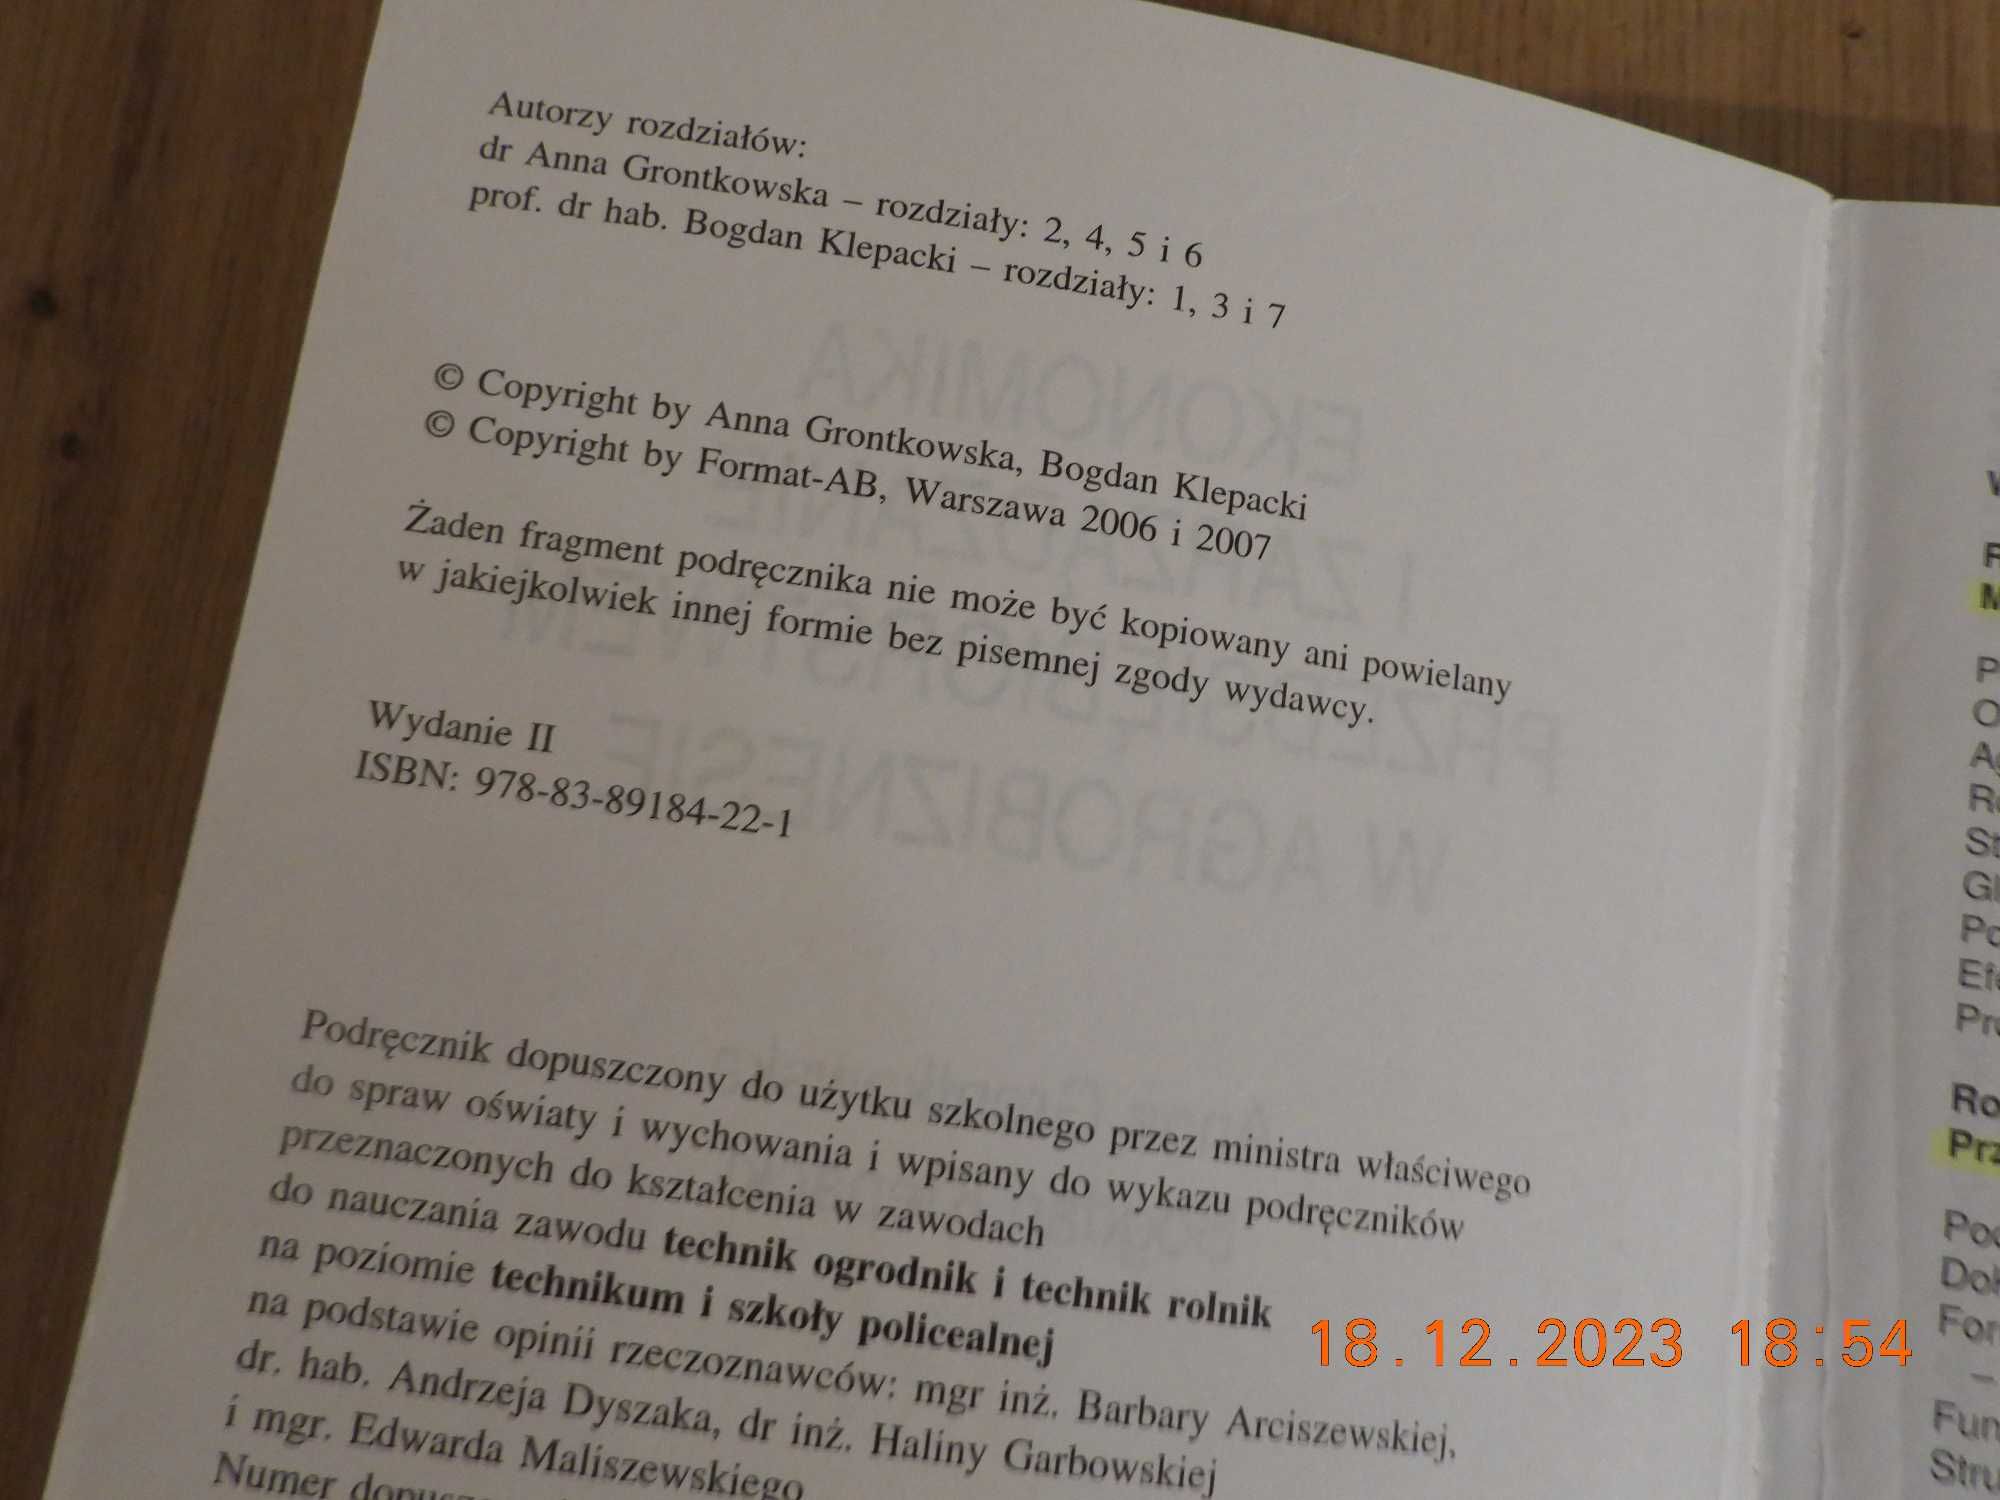 Autorzy rozdziałów:
dr Anna Grontkowska – rozdziały: 2, 4, 5 i 6
prof. dr hab. Bogdan Klepacki – rozdziały: 1, 3 i 7
© Copyright by Anna Grontkowska, Bogdan Klepacki
© Copyright by Format-AB, Warszawa 2006 i 2007
Żaden fragment podręcznika nie może być kopiowany ani powielany
w jakiejkolwiek innej formie bez pisemnej zgody wydawcy.
Wydanie II
ISBN: 978-83-89184-22-1
Podręcznik dopuszczony do użytku szkolnego przez ministra właściwego
do spraw oświaty i wychowania i wpisany do wykazu podręczników
przeznaczonych do kształcenia w zawodach
do nauczania zawodu technik ogrodnik i technik rolnik
na poziomie technikum i szkoły policealnej
na podstawie opinii rzeczoznawców: mgr inż. Barbary Arciszewskiej,
dr. hab. Andrzeja Dyszaka, dr inż. Haliny Garbowskiej
i mgr. Edwarda Maliszewskiego
Numer
18.12.2023 18:54